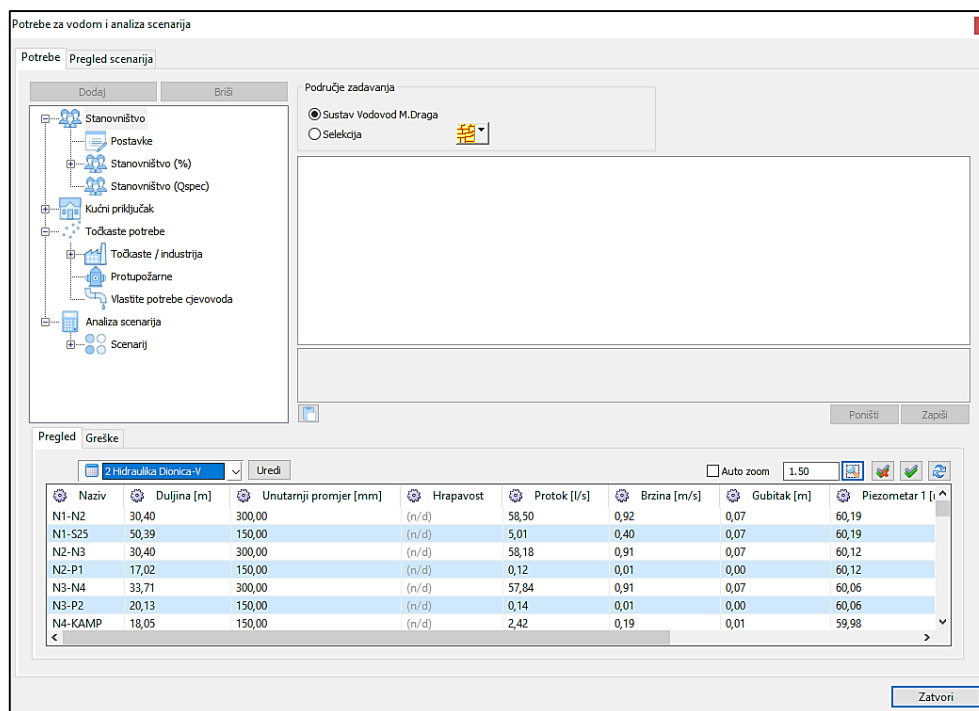 Potrebe za vodom i analiza scenarija
Potrebe Pregled scenarija
Dodaj Briši
Stanovništvo
Postavke
Stanovništvo (%)
Stanovništvo (Qspec)
Kućni priključak
Točkaste potrebe
Točkaste / industrija
Protupožarne
Vlastite potrebe cjevovoda
Analiza scenarija
Scenarij
Područje zadavanja
Sustav Vodovod M.Draga
Selekcija
Poništi Zapiši
Pregled Greške
2 Hidraulika Dionica-V Uredi Auto zoom 1.50
Naziv Duljina [m] Unutarnji promjer [mm] Hrapavost Protok [l/s] Brzina [m/s] Gubitak [m] Piezometar 1 [
N1-N2 30,40 300,00 (n/d) 58,50 0,92 0,07 60,19
N1-S25 50,39 150,00 (n/d) 5,01 0,40 0,07 60,19
N2-N3 30,40 300,00 (n/d) 58,18 0,91 0,07 60,12
N2-P1 17,02 150,00 (n/d) 0,12 0,01 0,00 60,12
N3-N4 33,71 300,00 (n/d) 57,84 0,91 0,07 60,06
N3-P2 20,13 150,00 (n/d) 0,14 0,01 0,00 60,06
N4-KAMP 18,05 150,00 (n/d) 2,42 0,19 0,01 59,98
Zatvori